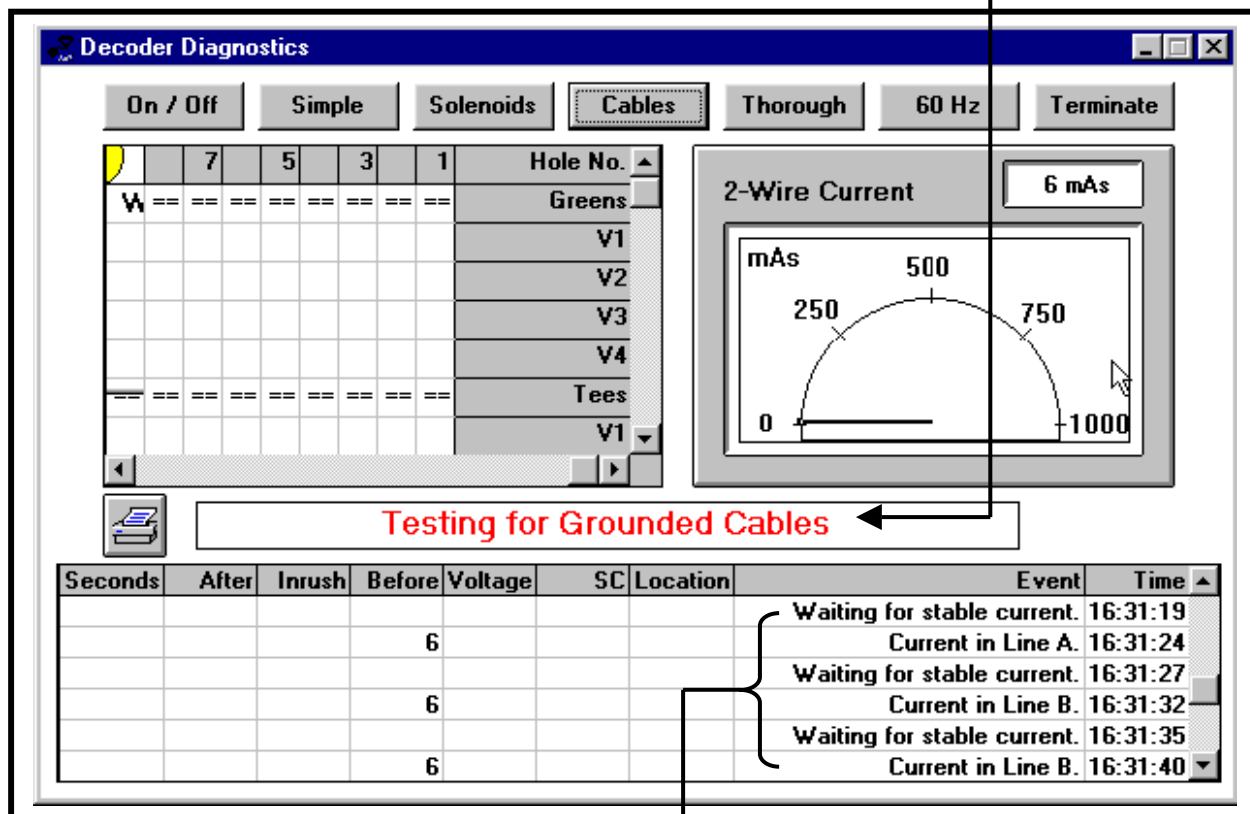 Decoder Diagnostics
On / Off Simple Solenoids Cables Thorough 60 Hz Terminate
7 5 3 1 Hole No.
W == == == == == == == == Greens
V1
V2
V3
V4
== == == == == == == == == Tees
V1
2-Wire Current 6 mAs
mAs
0 250 500 750 1000
Testing for Grounded Cables
Seconds After Inrush Before Voltage SC Location Event Time
Waiting for stable current. 16:31:19
6 Current in Line A. 16:31:24
Waiting for stable current. 16:31:27
6 Current in Line B. 16:31:32
Waiting for stable current. 16:31:35
6 Current in Line B. 16:31:40